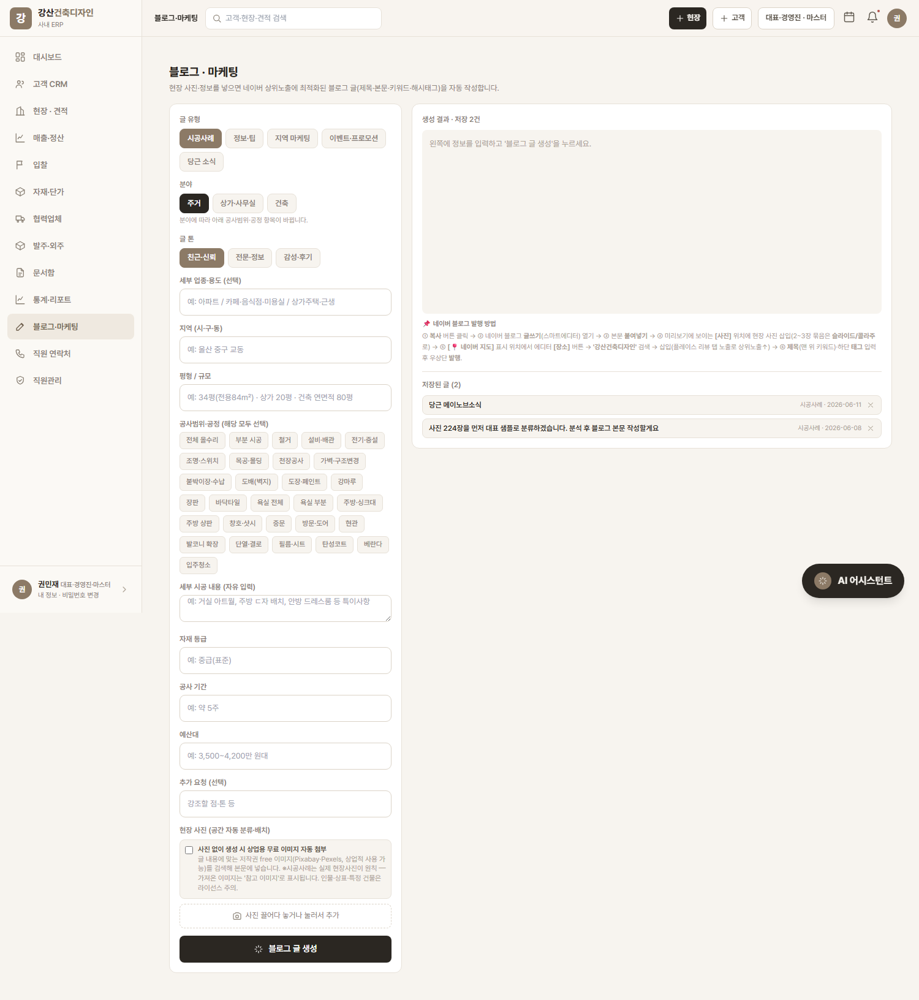 강
강산건축디자인
사내 ERP
블로그·마케팅
고객·현장·견적 검색
현장
고객
대표·경영진 · 마스터
권
대시보드
고객 CRM
현장 · 견적
매출·정산
입찰
자재·단가
협력업체
발주·외주
문서함
통계·리포트
블로그·마케팅
직원 연락처
직원관리
권
권민재 대표·경영진·마스터
내 정보 · 비밀번호 변경
블로그 · 마케팅
현장 사진·정보를 넣으면 네이버 상위노출에 최적화된 블로그 글(제목·본문·키워드·해시태그)을 자동 작성합니다.
글 유형
시공사례
정보·팁
지역 마케팅
이벤트·프로모션
당근 소식
분야
주거
상가·사무실
건축
분야에 따라 아래 공사범위·공정 항목이 바뀝니다.
글 톤
친근·신뢰
전문·정보
감성·후기
세부 업종·용도 (선택)
예: 아파트 / 카페·음식점·미용실 / 상가주택·근생
지역 (시·구·동)
예: 울산 중구 교동
평형 / 규모
예: 34평(전용84m²) · 상가 20평 · 건축 연면적 80평
공사범위·공정 (해당 모두 선택)
전체 올수리
부분 시공
철거
설비·배관
전기·증설
조명·스위치
목공·몰딩
천장공사
가벽·구조변경
붙박이장·수납
도배(벽지)
도장·페인트
강마루
장판
바닥타일
욕실 전체
욕실 부분
주방·싱크대
주방 상판
창호·샷시
중문
방문·도어
현관
발코니 확장
단열·결로
필름·시트
탄성코트
베란다
입주청소
세부 시공 내용 (자유 입력)
예: 거실 아트월, 주방 ㄷ자 배치, 안방 드레스룸 등 특이사항
자재 등급
예: 중급(표준)
공사 기간
예: 약 5주
예산대
예: 3,500~4,200만 원대
추가 요청 (선택)
강조할 점·톤 등
현장 사진 (공간 자동 분류·배치)
사진 없이 생성 시 상업용 무료 이미지 자동 첨부
글 내용에 맞는 저작권 free 이미지(Pixabay·Pexels, 상업적 사용 가
능)를 검색해 본문에 넣습니다. ※시공사례는 실제 현장사진이 원칙 —
가져온 이미지는 '참고 이미지'로 표시됩니다. 인물·상표·특정 건물은
라이선스 주의.
사진 끌어다 놓거나 눌러서 추가
블로그 글 생성
생성 결과 · 저장 2건
왼쪽에 정보를 입력하고 '블로그 글 생성'을 누르세요.
📌 네이버 블로그 발행 방법
① 복사 버튼 클릭 → ② 네이버 블로그 글쓰기(스마트에디터) 열기 → ③ 본문 붙여넣기 → ④ 미리보기에 보이는 [사진] 위치에 현장 사진 삽입(2~3장 묶음은 슬라이드/콜라주
로) → ⑤ [📍 네이버 지도] 표시 위치에서 에디터 [장소] 버튼 → '강산건축디자인' 검색 → 삽입(플레이스 리뷰 탭 노출로 상위노출↑) → ⑥ 제목(맨 위 키워드)·하단 태그 입력
후 우상단 발행.
저장된 글 (2)
당근 메이노브소식
시공사례 · 2026-06-11
사진 224장을 먼저 대표 샘플로 분류하겠습니다. 분석 후 블로그 본문 작성할게요
시공사례 · 2026-06-08
AI 어시스턴트